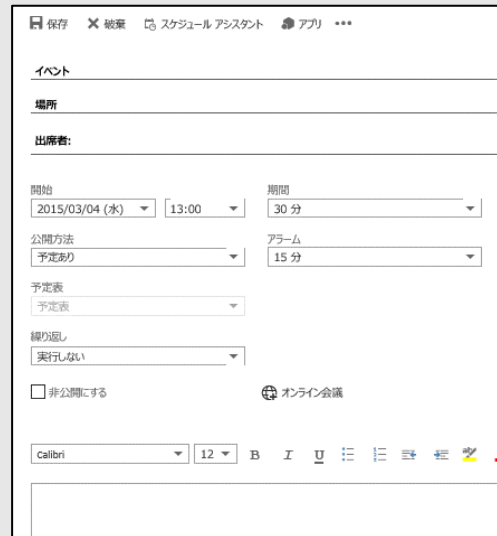 保存 破棄 スケジュール アシスタント アプリ •••
イベント
場所
出席者:
開始 期間
2015/03/04 (水) 13:00 30 分
公開方法 アラーム
予定あり 15 分
予定表
予定表
繰り返し
実行しない
非公開にする オンライン会議
Calibri 12 B I U